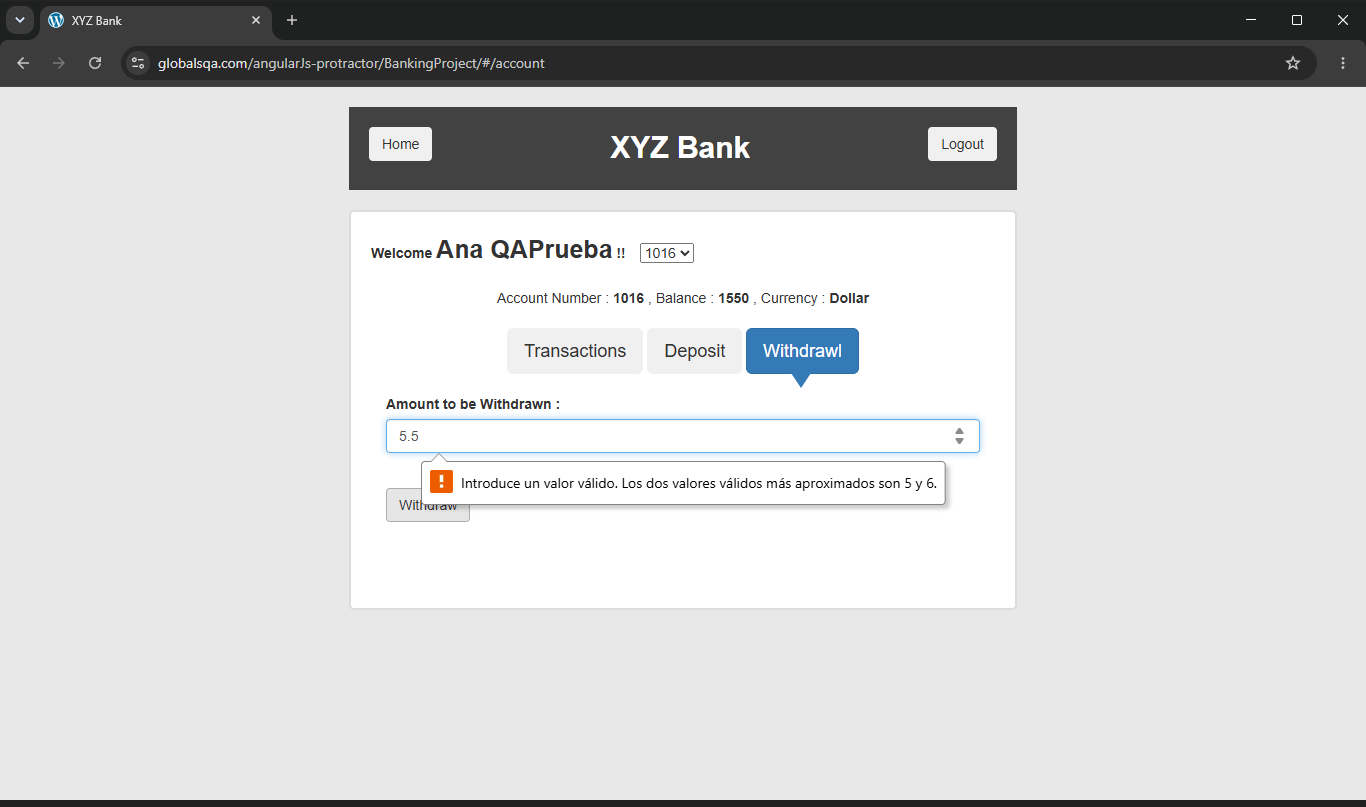 XYZ Bank
globalsqa.com/angularJs-protractor/BankingProject/#/account
Home
XYZ Bank
Logout
Welcome Ana QAPrueba !! 1016
Account Number : 1016 , Balance : 1550 , Currency : Dollar
Transactions
Deposit
Withdrawl
Amount to be Withdrawn :
5.5
Introduce un valor válido. Los dos valores válidos más aproximados son 5 y 6.
Withdraw